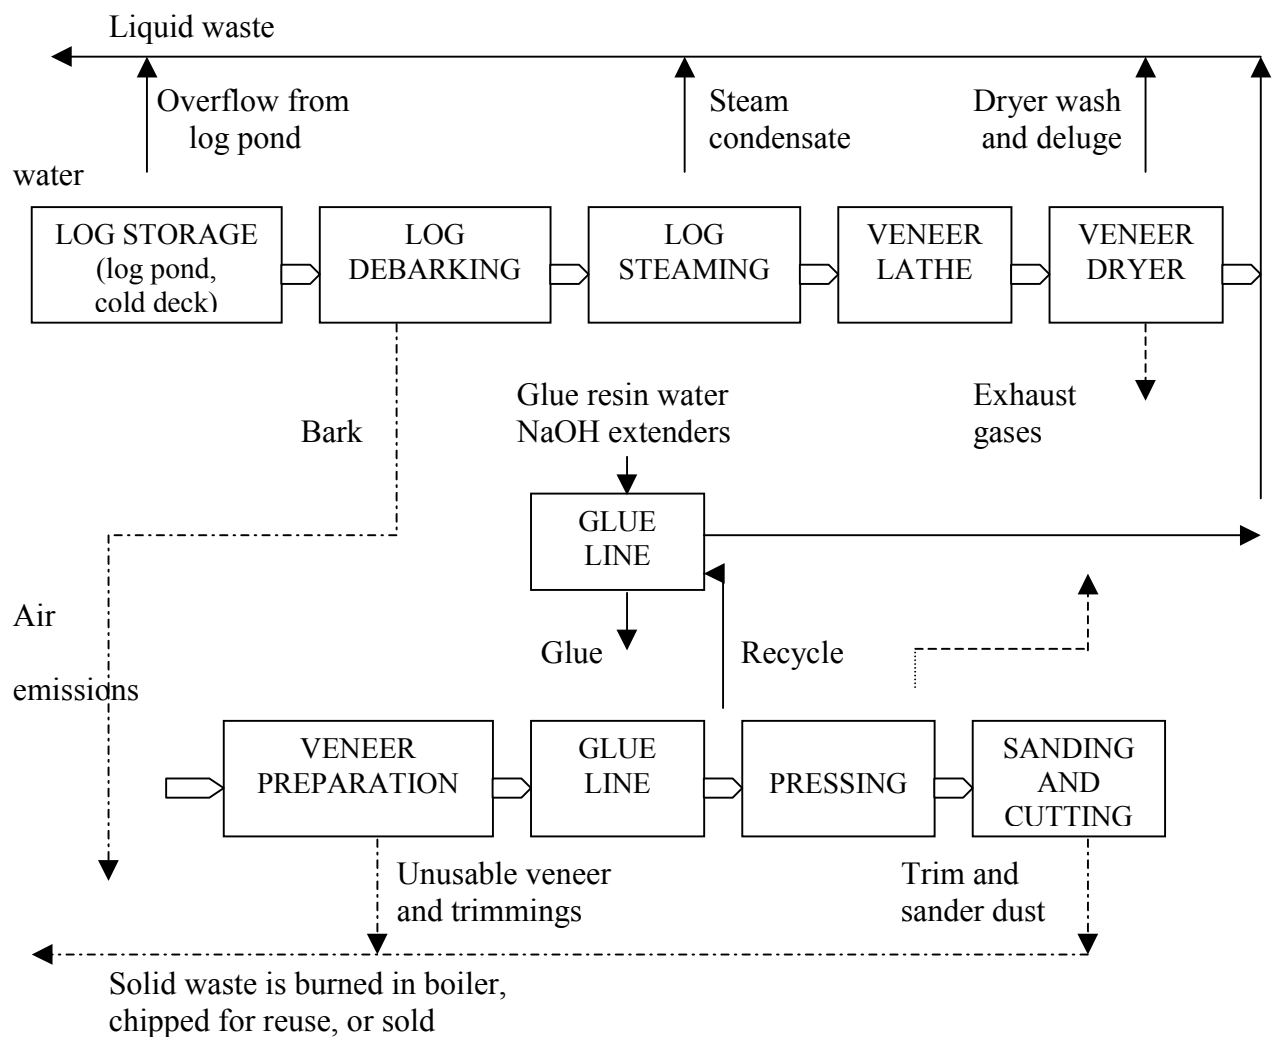 Liquid waste
Overflow from
log pond
Steam
condensate
Dryer wash
and deluge
water
LOG STORAGE
(log pond,
cold deck)
LOG
DEBARKING
LOG
STEAMING
VENEER
LATHE
VENEER
DRYER
Bark
Glue resin water
NaOH extenders
Exhaust
gases
GLUE
LINE
Air
emissions
Glue
Recycle
VENEER
PREPARATION
GLUE
LINE
PRESSING
SANDING
AND
CUTTING
Unusable veneer
and trimmings
Trim and
sander dust
Solid waste is burned in boiler,
chipped for reuse, or sold